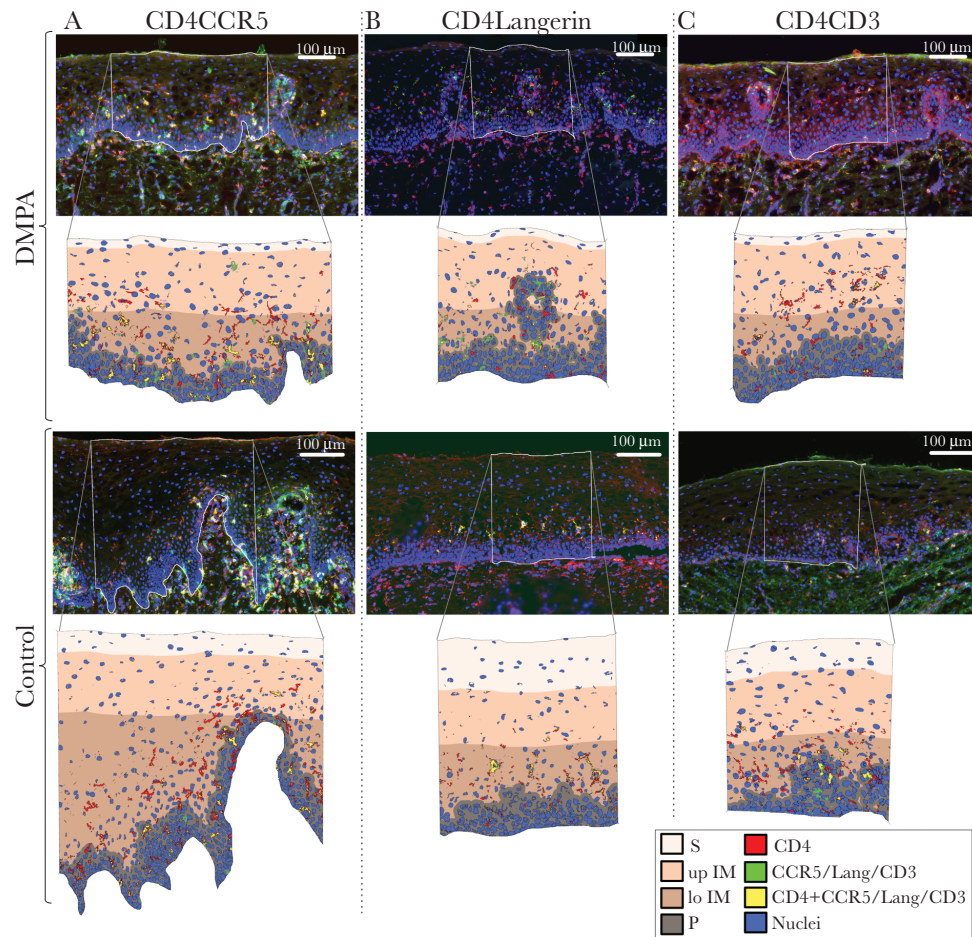 A CD4CCR5
B CD4Langerin
C CD4CD3
DMPA
100 µm
100 µm
100 µm
Control
100 µm
100 µm
100 µm
S
up IM
lo IM
P
CD4
CCR5/Lang/CD3
CD4+CCR5/Lang/CD3
Nuclei